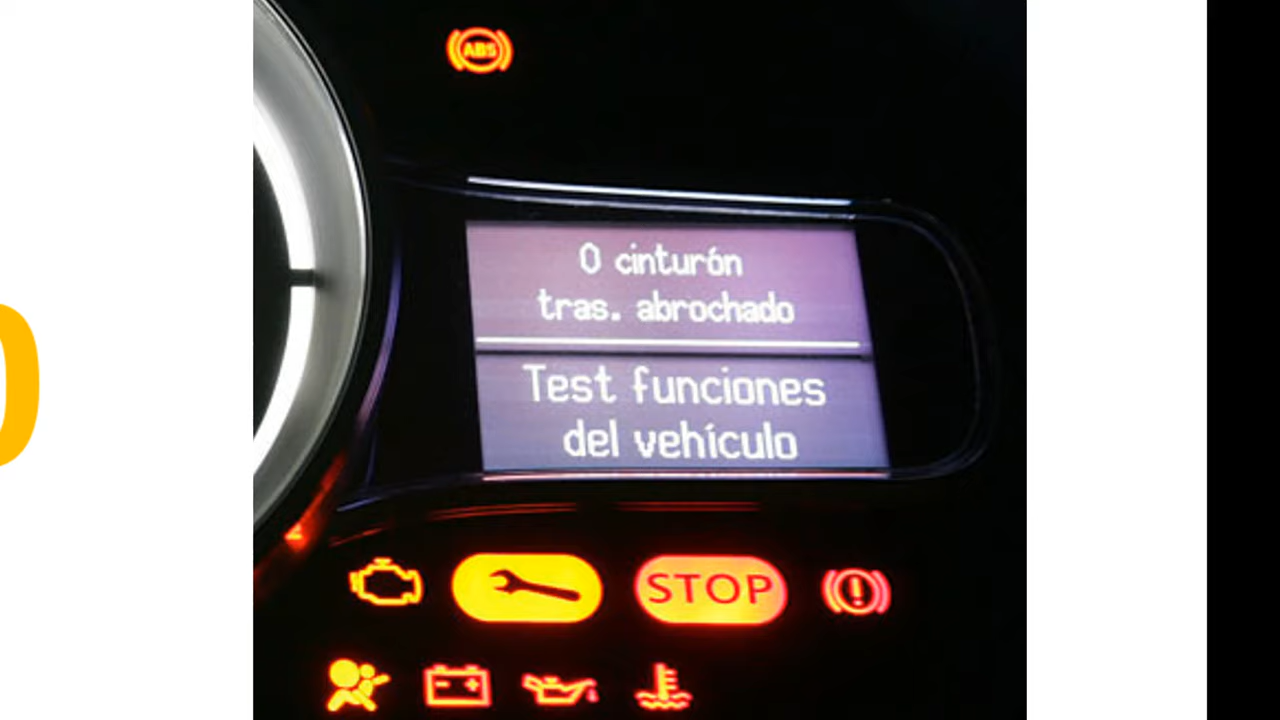 ABS
0 cinturón
tras. abrochado
Test funciones
del vehículo
STOP